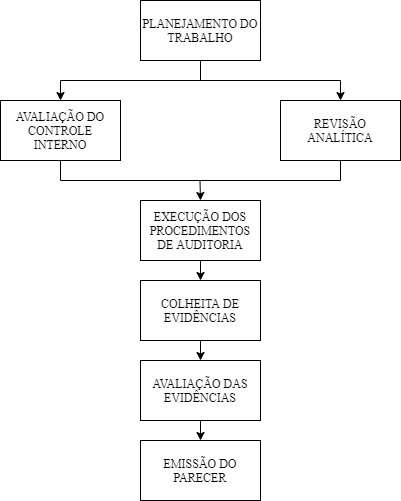 PLANEJAMENTO DO
TRABALHO
AVALIAÇÃO DO
CONTROLE
INTERNO
REVISÃO
ANALÍTICA
EXECUÇÃO DOS
PROCEDIMENTOS
DE AUDITORIA
COLHEITA DE
EVIDÊNCIAS
AVALIAÇÃO DAS
EVIDÊNCIAS
EMISSÃO DO
PARECER